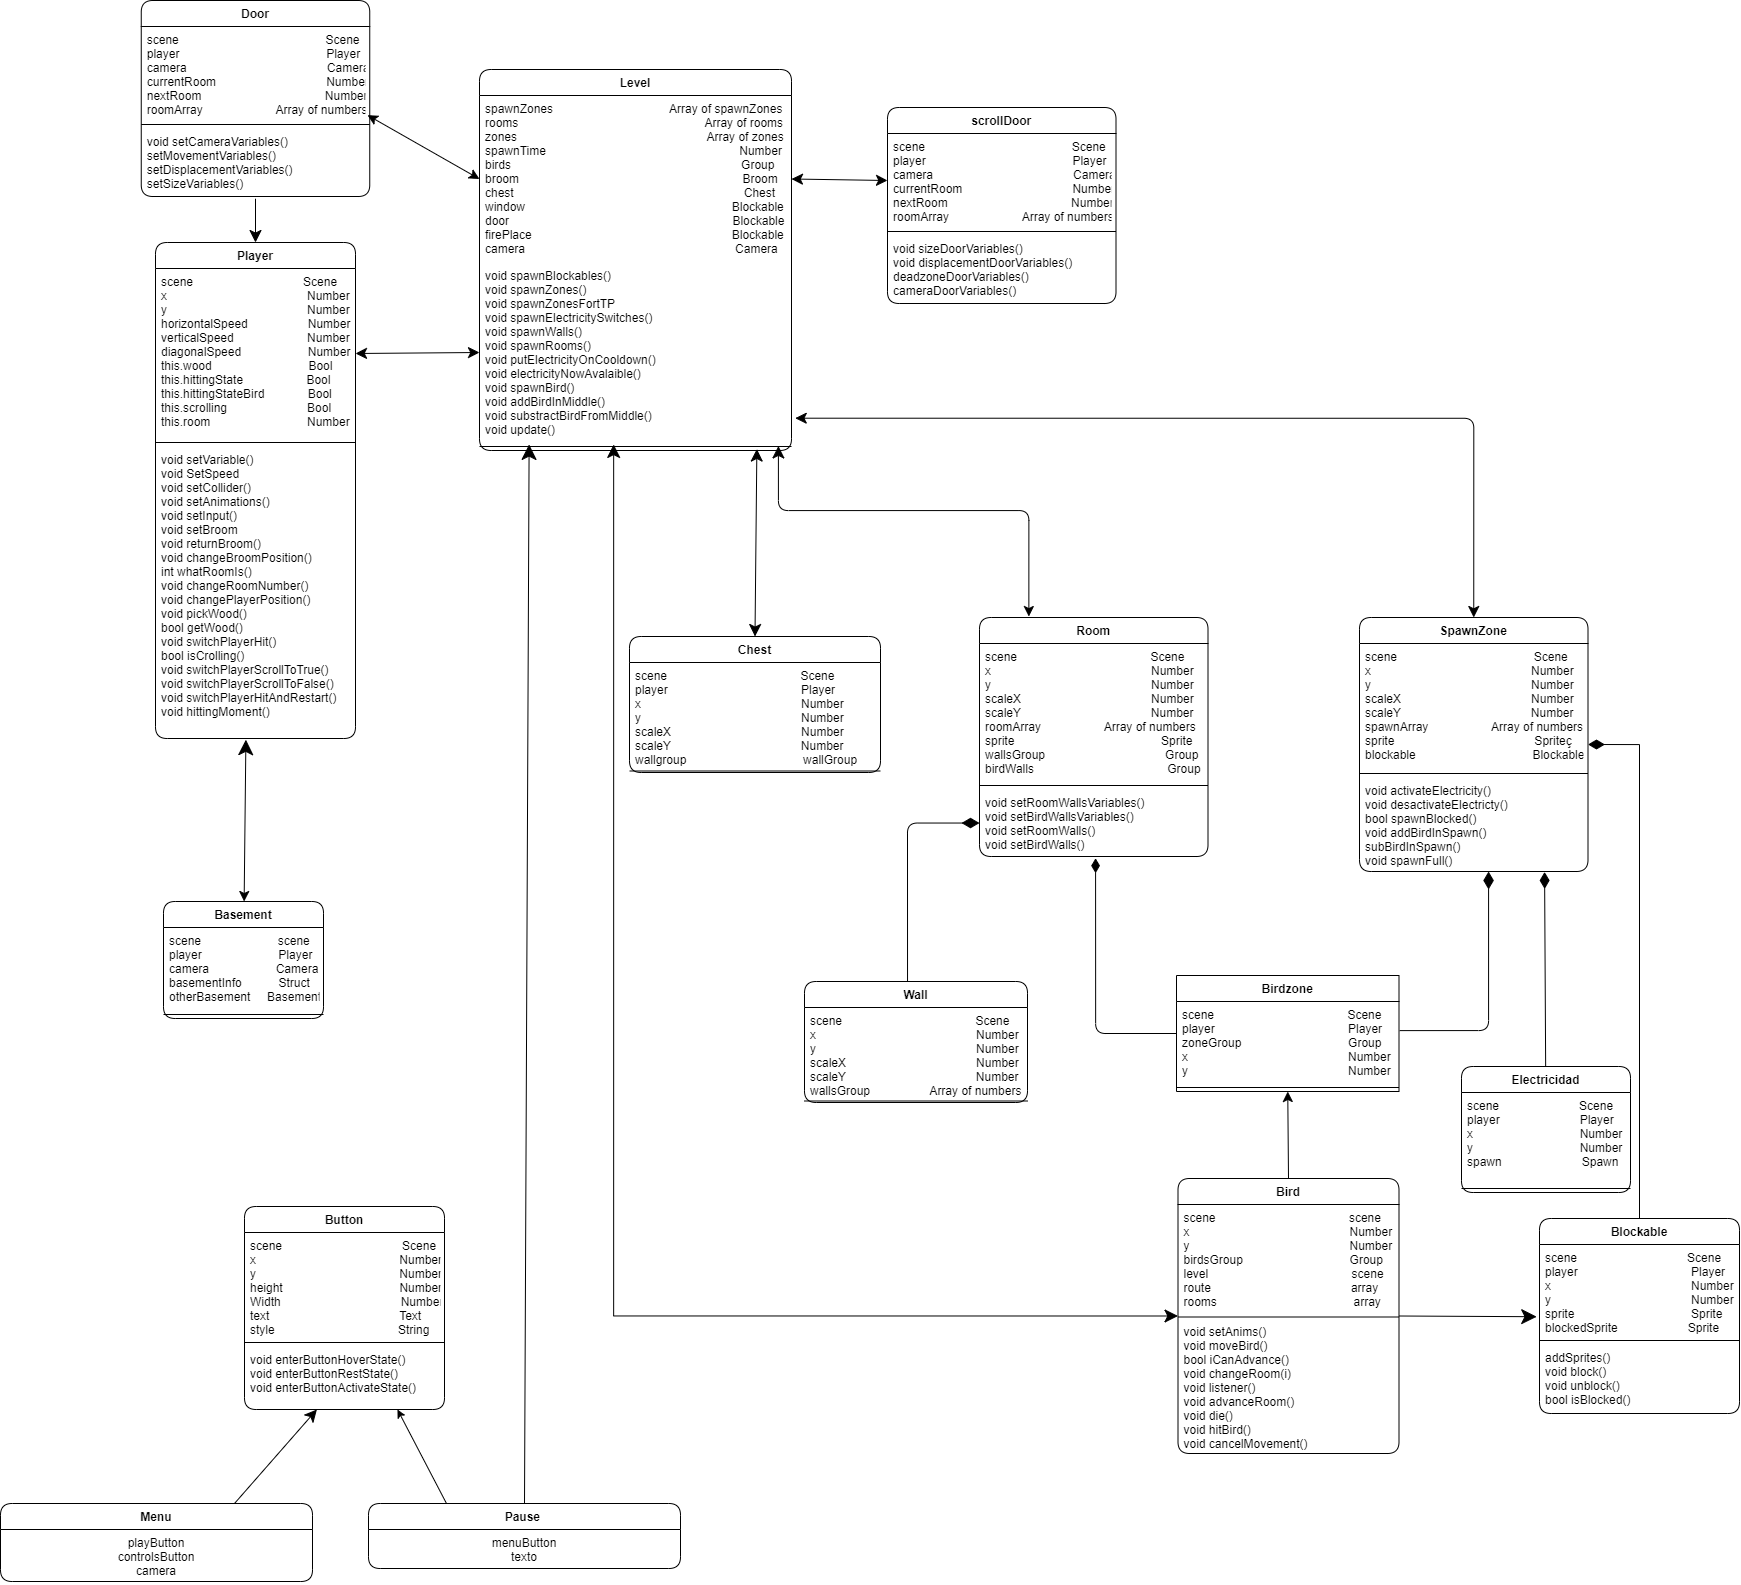 Door
scene Scene
player Player
camera Camera
currentRoom Number
nextRoom Number
roomArray Array of numbers
void setCameraVariables()
setMovementVariables()
setDisplacementVariables()
setSizeVariables()
Level
spawnZones Array of spawnZones
rooms Array of rooms
zones Array of zones
spawnTime Number
birds Group
broom Broom
chest Chest
window Blockable
door Blockable
firePlace Blockable
camera Camera
void spawnBlockables()
void spawnZones()
void spawnZonesFortTP
void spawnElectricitySwitches()
void spawnWalls()
void spawnRooms()
void putElectricityOnCooldown()
void electricityNowAvalaible()
void spawnBird()
void addBirdInMiddle()
void substractBirdFromMiddle()
void update()
scrollDoor
scene Scene
player Player
camera Camera
currentRoom Number
nextRoom Number
roomArray Array of numbers
void sizeDoorVariables()
void displacementDoorVariables()
deadzoneDoorVariables()
cameraDoorVariables()
Player
scene Scene
x Number
y Number
horizontalSpeed Number
verticalSpeed Number
diagonalSpeed Number
this.wood Bool
this.hittingState Bool
this.hittingStateBird Bool
this.scrolling Bool
this.room Number
void setVariable()
void SetSpeed
void setCollider()
void setAnimations()
void setInput()
void setBroom
void returnBroom()
void changeBroomPosition()
int whatRoomIs()
void changeRoomNumber()
void changePlayerPosition()
void pickWood()
bool getWood()
void switchPlayerHit()
bool isCrolling()
void switchPlayerScrollToTrue()
void switchPlayerScrollToFalse()
void switchPlayerHitAndRestart()
void hittingMoment()
Chest
scene Scene
player Player
x Number
y Number
scaleX Number
scaleY Number
wallgroup wallGroup
Room
scene Scene
x Number
y Number
scaleX Number
scaleY Number
roomArray Array of numbers
sprite Sprite
wallsGroup Group
birdWalls Group
void setRoomWallsVariables()
void setBirdWallsVariables()
void setRoomWalls()
void setBirdWalls()
SpawnZone
scene Scene
x Number
y Number
scaleX Number
scaleY Number
spawnArray Array of numbers
sprite Spriteç
blockable Blockable
void activateElectricity()
void desactivateElectricty()
bool spawnBlocked()
void addBirdInSpawn()
subBirdInSpawn()
void spawnFull()
Basement
scene scene
player Player
camera Camera
basementInfo Struct
otherBasement Basement
Wall
scene Scene
x Number
y Number
scaleX Number
scaleY Number
wallsGroup Array of numbers
Birdzone
scene Scene
player Player
zoneGroup Group
x Number
y Number
Electricidad
scene Scene
player Player
x Number
y Number
spawn Spawn
Button
scene Scene
x Number
y Number
height Number
Width Number
text Text
style String
void enterButtonHoverState()
void enterButtonRestState()
void enterButtonActivateState()
Bird
scene scene
x Number
y Number
birdsGroup Group
level scene
route array
rooms array
void setAnims()
void moveBird()
bool iCanAdvance()
void changeRoom(i)
void listener()
void advanceRoom()
void die()
void hitBird()
void cancelMovement()
Blockable
scene Scene
player Player
x Number
y Number
sprite Sprite
blockedSprite Sprite
addSprites()
void block()
void unblock()
bool isBlocked()
Menu
playButton
controlsButton
camera
Pause
menuButton
texto